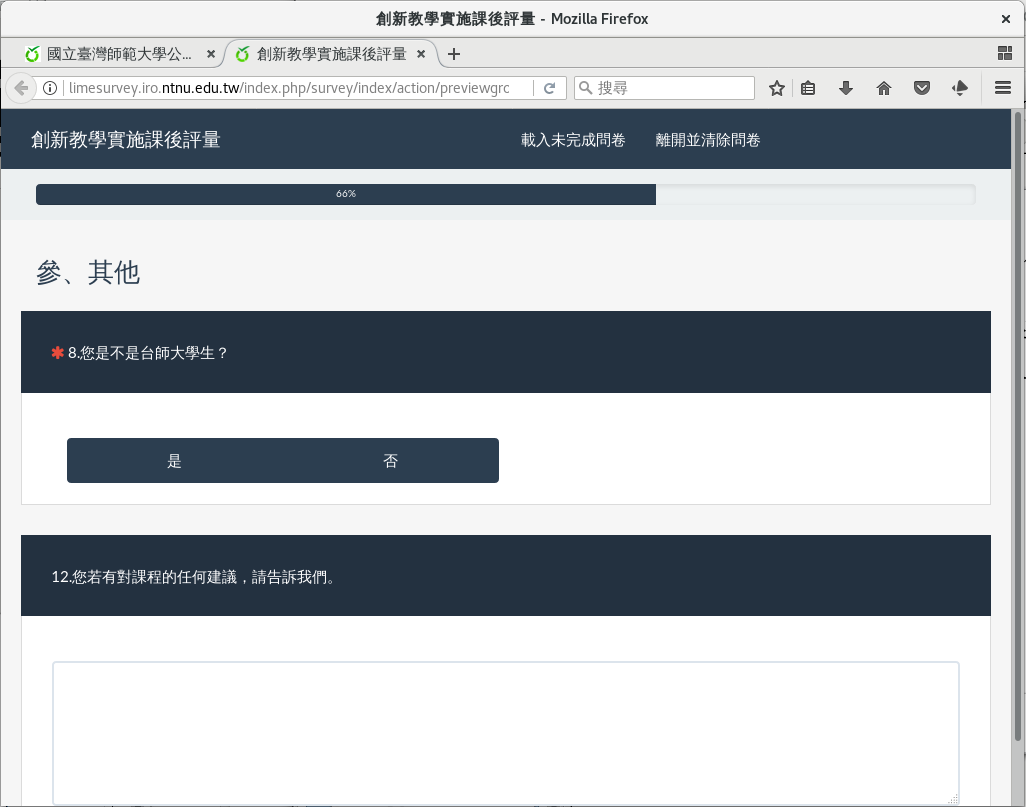 創新教學實施課後評量 - Mozilla Firefox
國立臺灣師範大學公...
創新教學實施課後評量
limesurvey.iro.ntnu.edu.tw/index.php/survey/index/action/previewgrc
搜尋
創新教學實施課後評量
載入未完成問卷
離開並清除問卷
66%
參、其他
✱ 8.您是不是台師大學生？
是
否
12.您若有對課程的任何建議，請告訴我們。